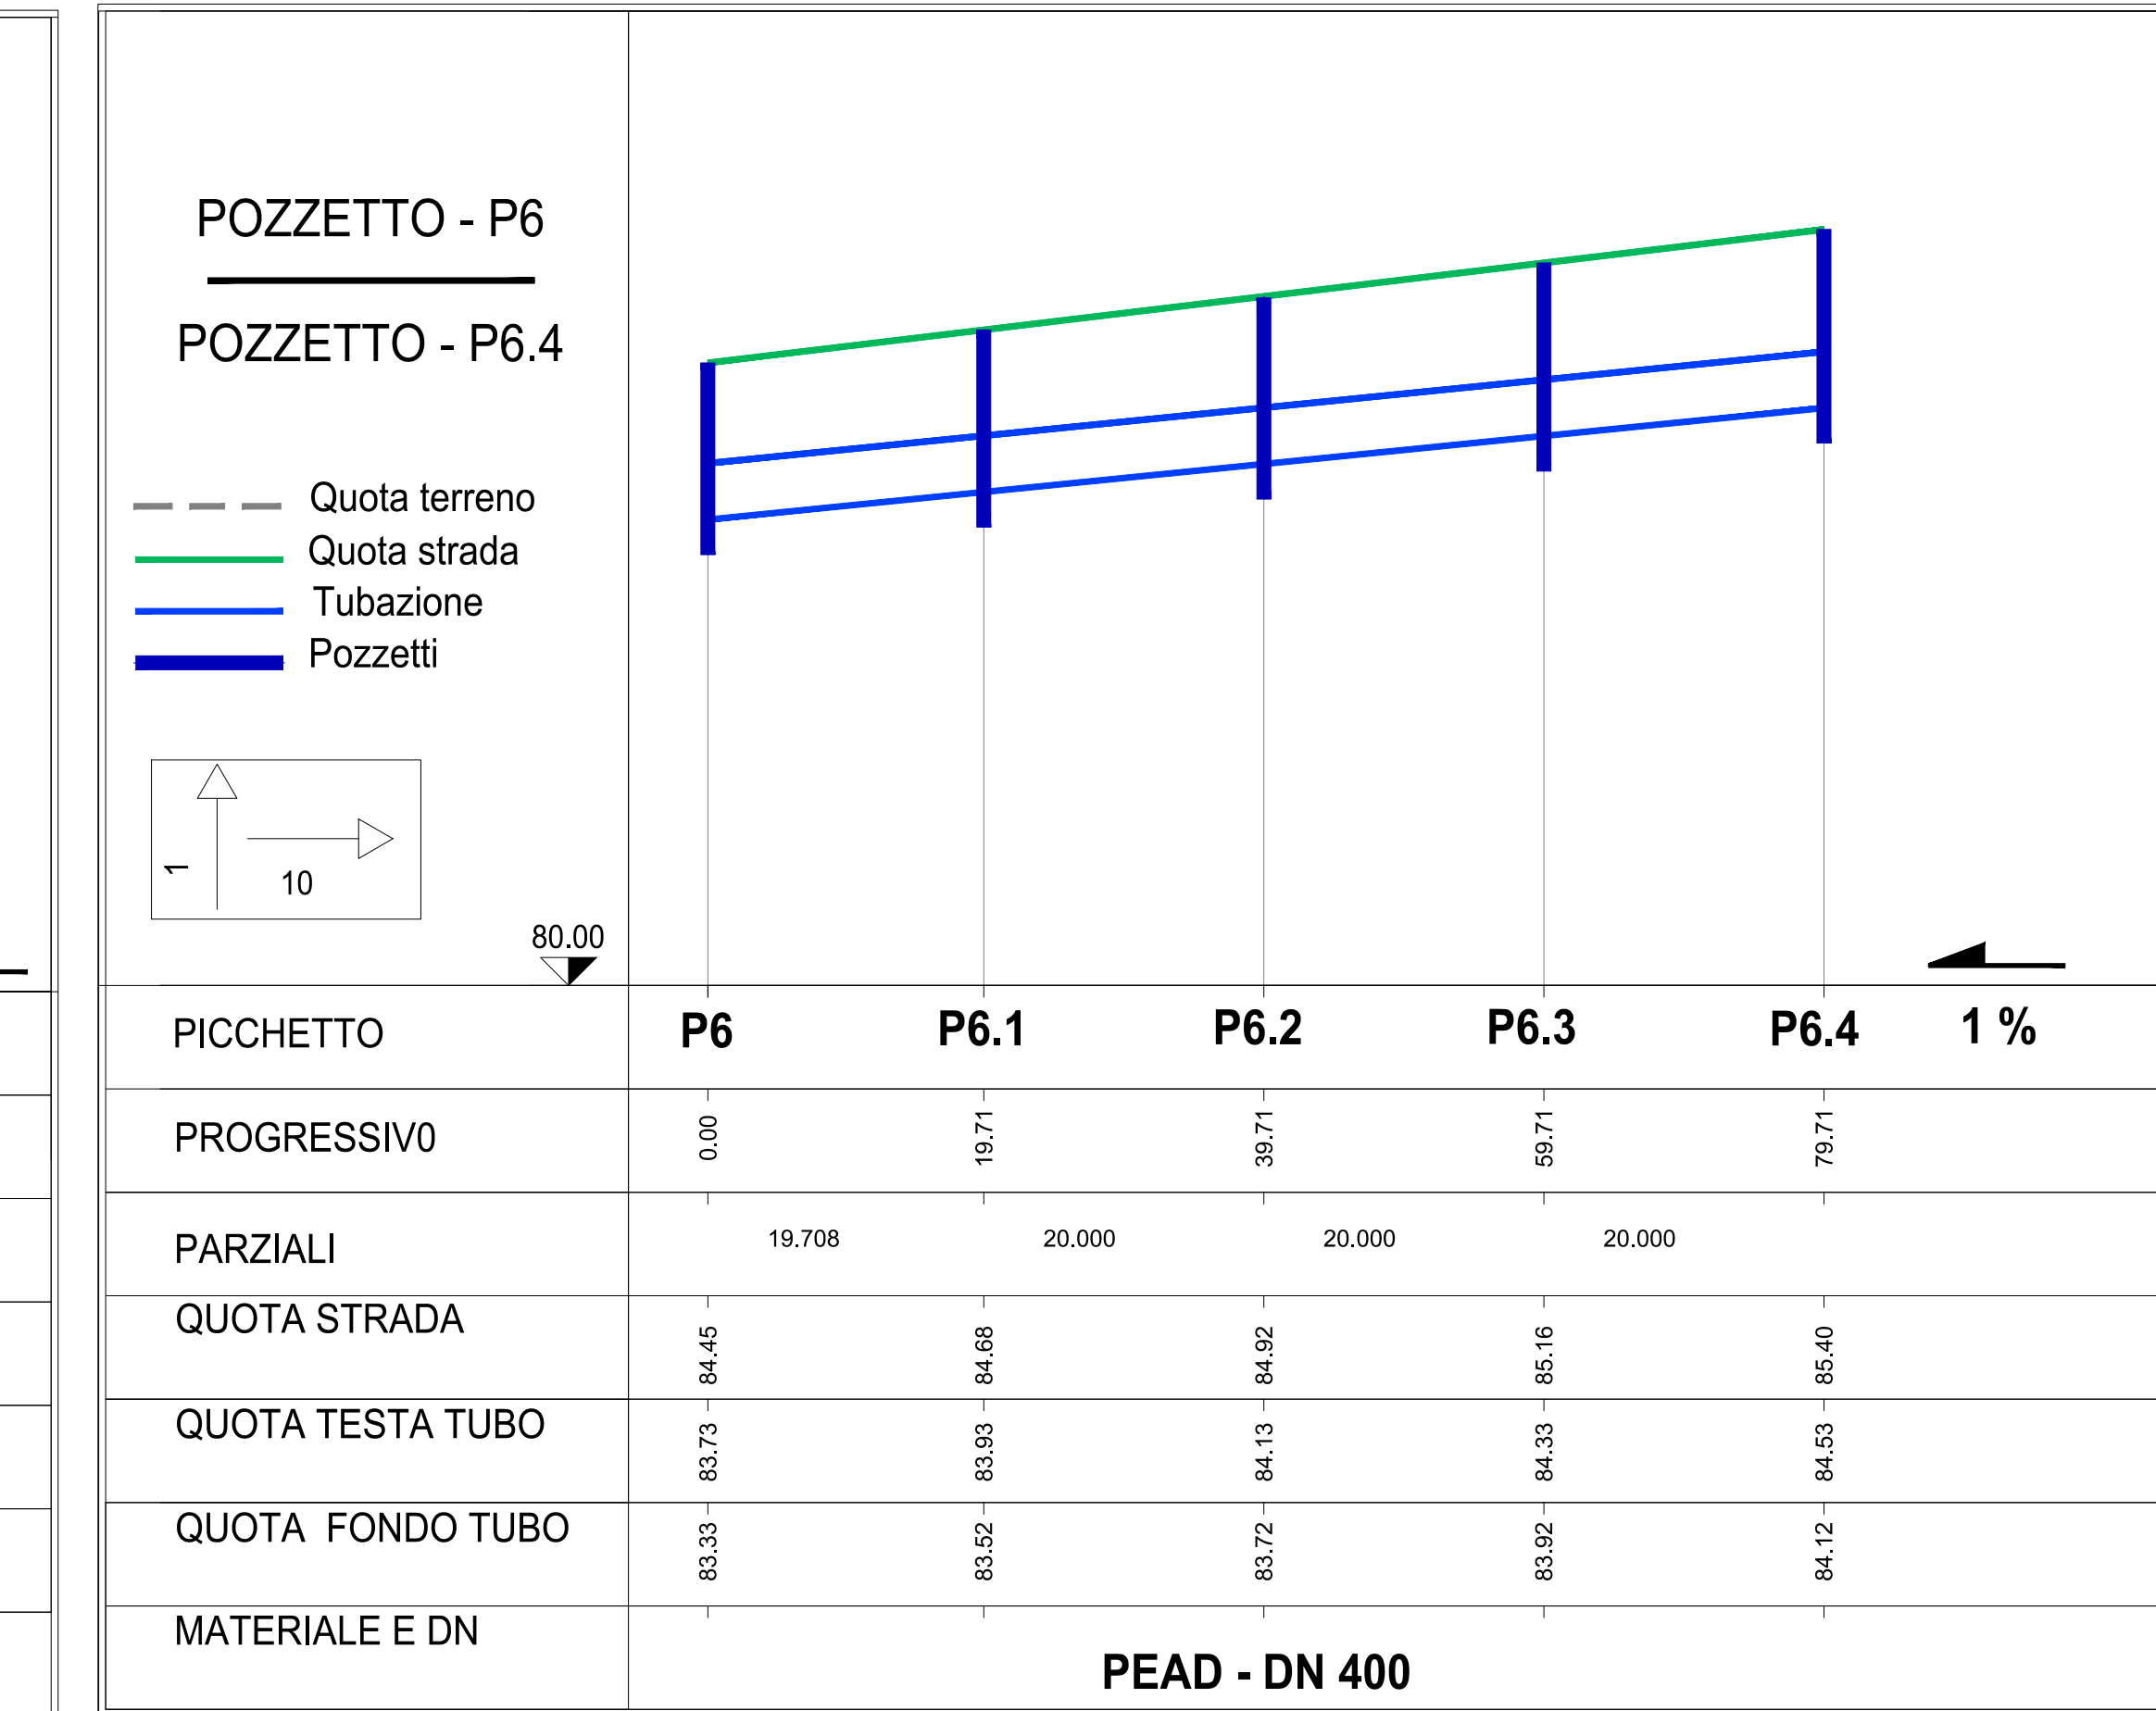 POZZETTO - P6
POZZETTO - P6.4
Quota terreno
Quota strada
Tubazione
Pozzetti
1
10
80.00
PICCHETTO P6 P6.1 P6.2 P6.3 P6.4 1 %
PROGRESSIV0 0.00 19.71 39.71 59.71 79.71
PARZIALI 19.708 20.000 20.000 20.000
QUOTA STRADA 84.45 84.68 84.92 85.16 85.40
QUOTA TESTA TUBO 83.73 83.93 84.13 84.33 84.53
QUOTA FONDO TUBO 83.33 83.52 83.72 83.92 84.12
MATERIALE E DN
PEAD - DN 400